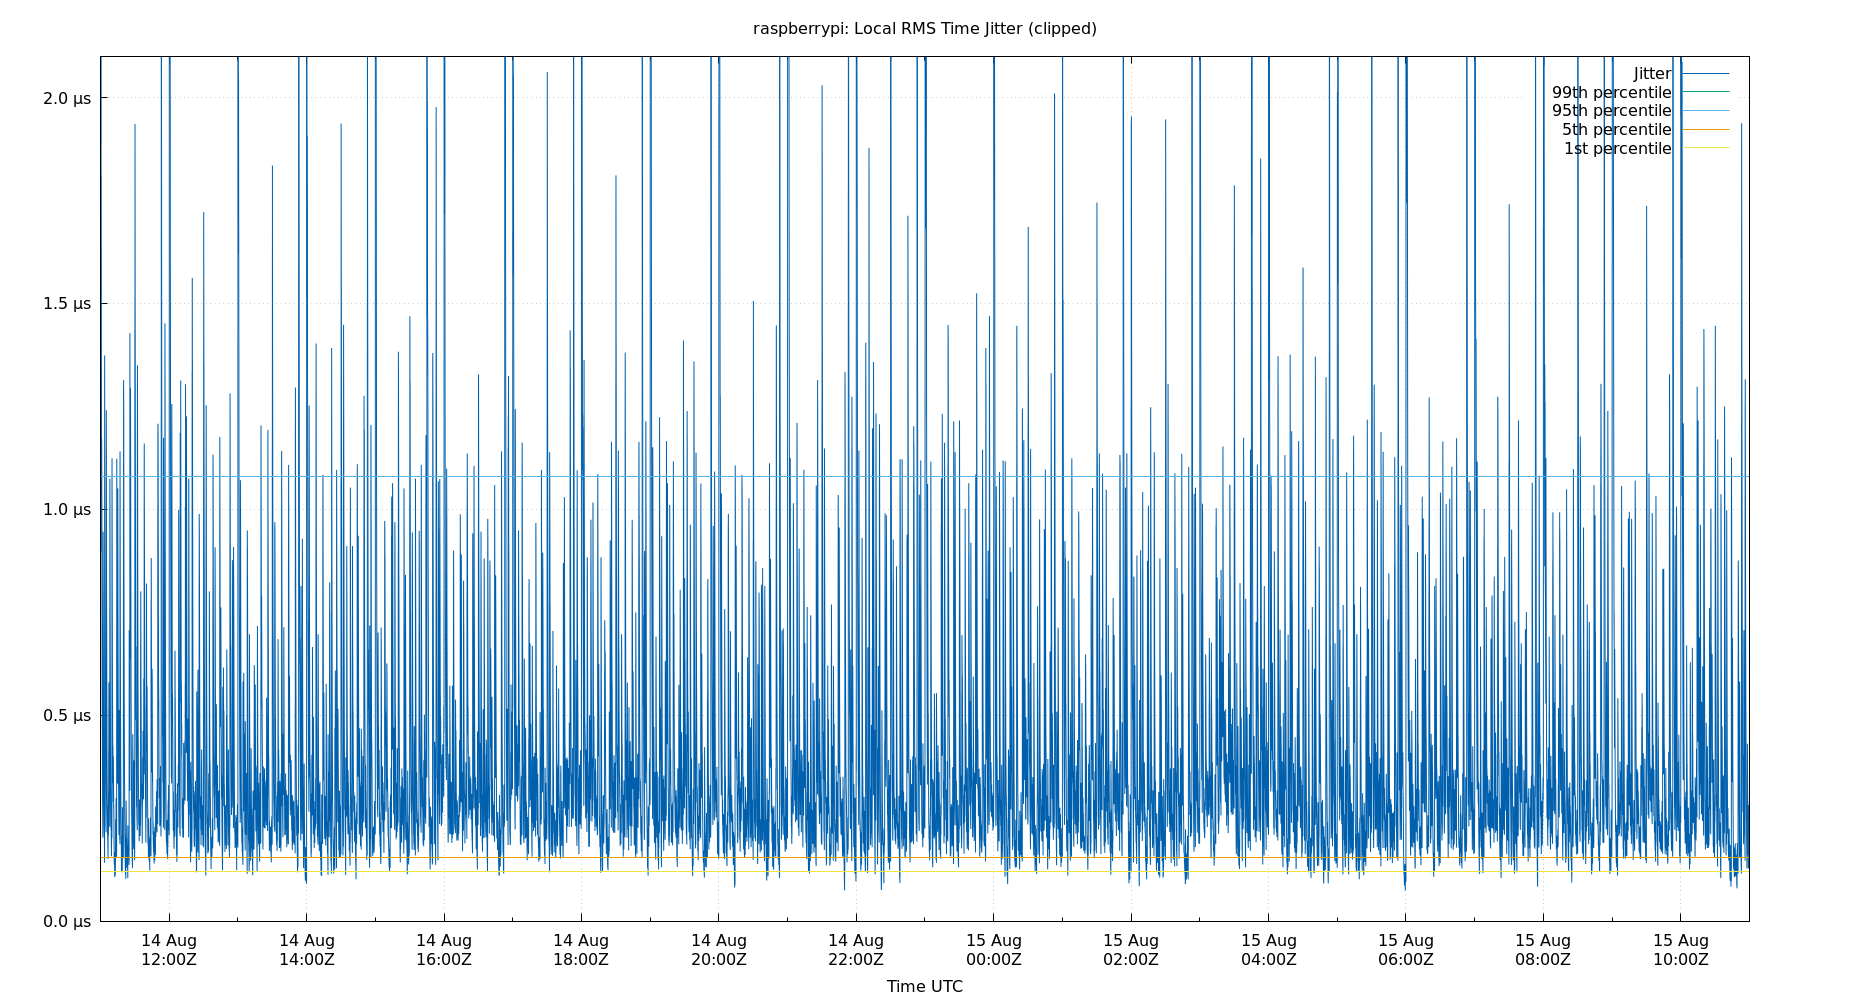 raspberrypi: Local RMS Time Jitter (clipped)
Jitter
99th percentile
95th percentile
5th percentile
1st percentile
2.0 μs
1.5 μs
1.0 μs
0.5 μs
0.0 μs
14 Aug 14 Aug 14 Aug 14 Aug 14 Aug 14 Aug 15 Aug 15 Aug 15 Aug 15 Aug 15 Aug 15 Aug
12:00Z 14:00Z 16:00Z 18:00Z 20:00Z 22:00Z 00:00Z 02:00Z 04:00Z 06:00Z 08:00Z 10:00Z
Time UTC